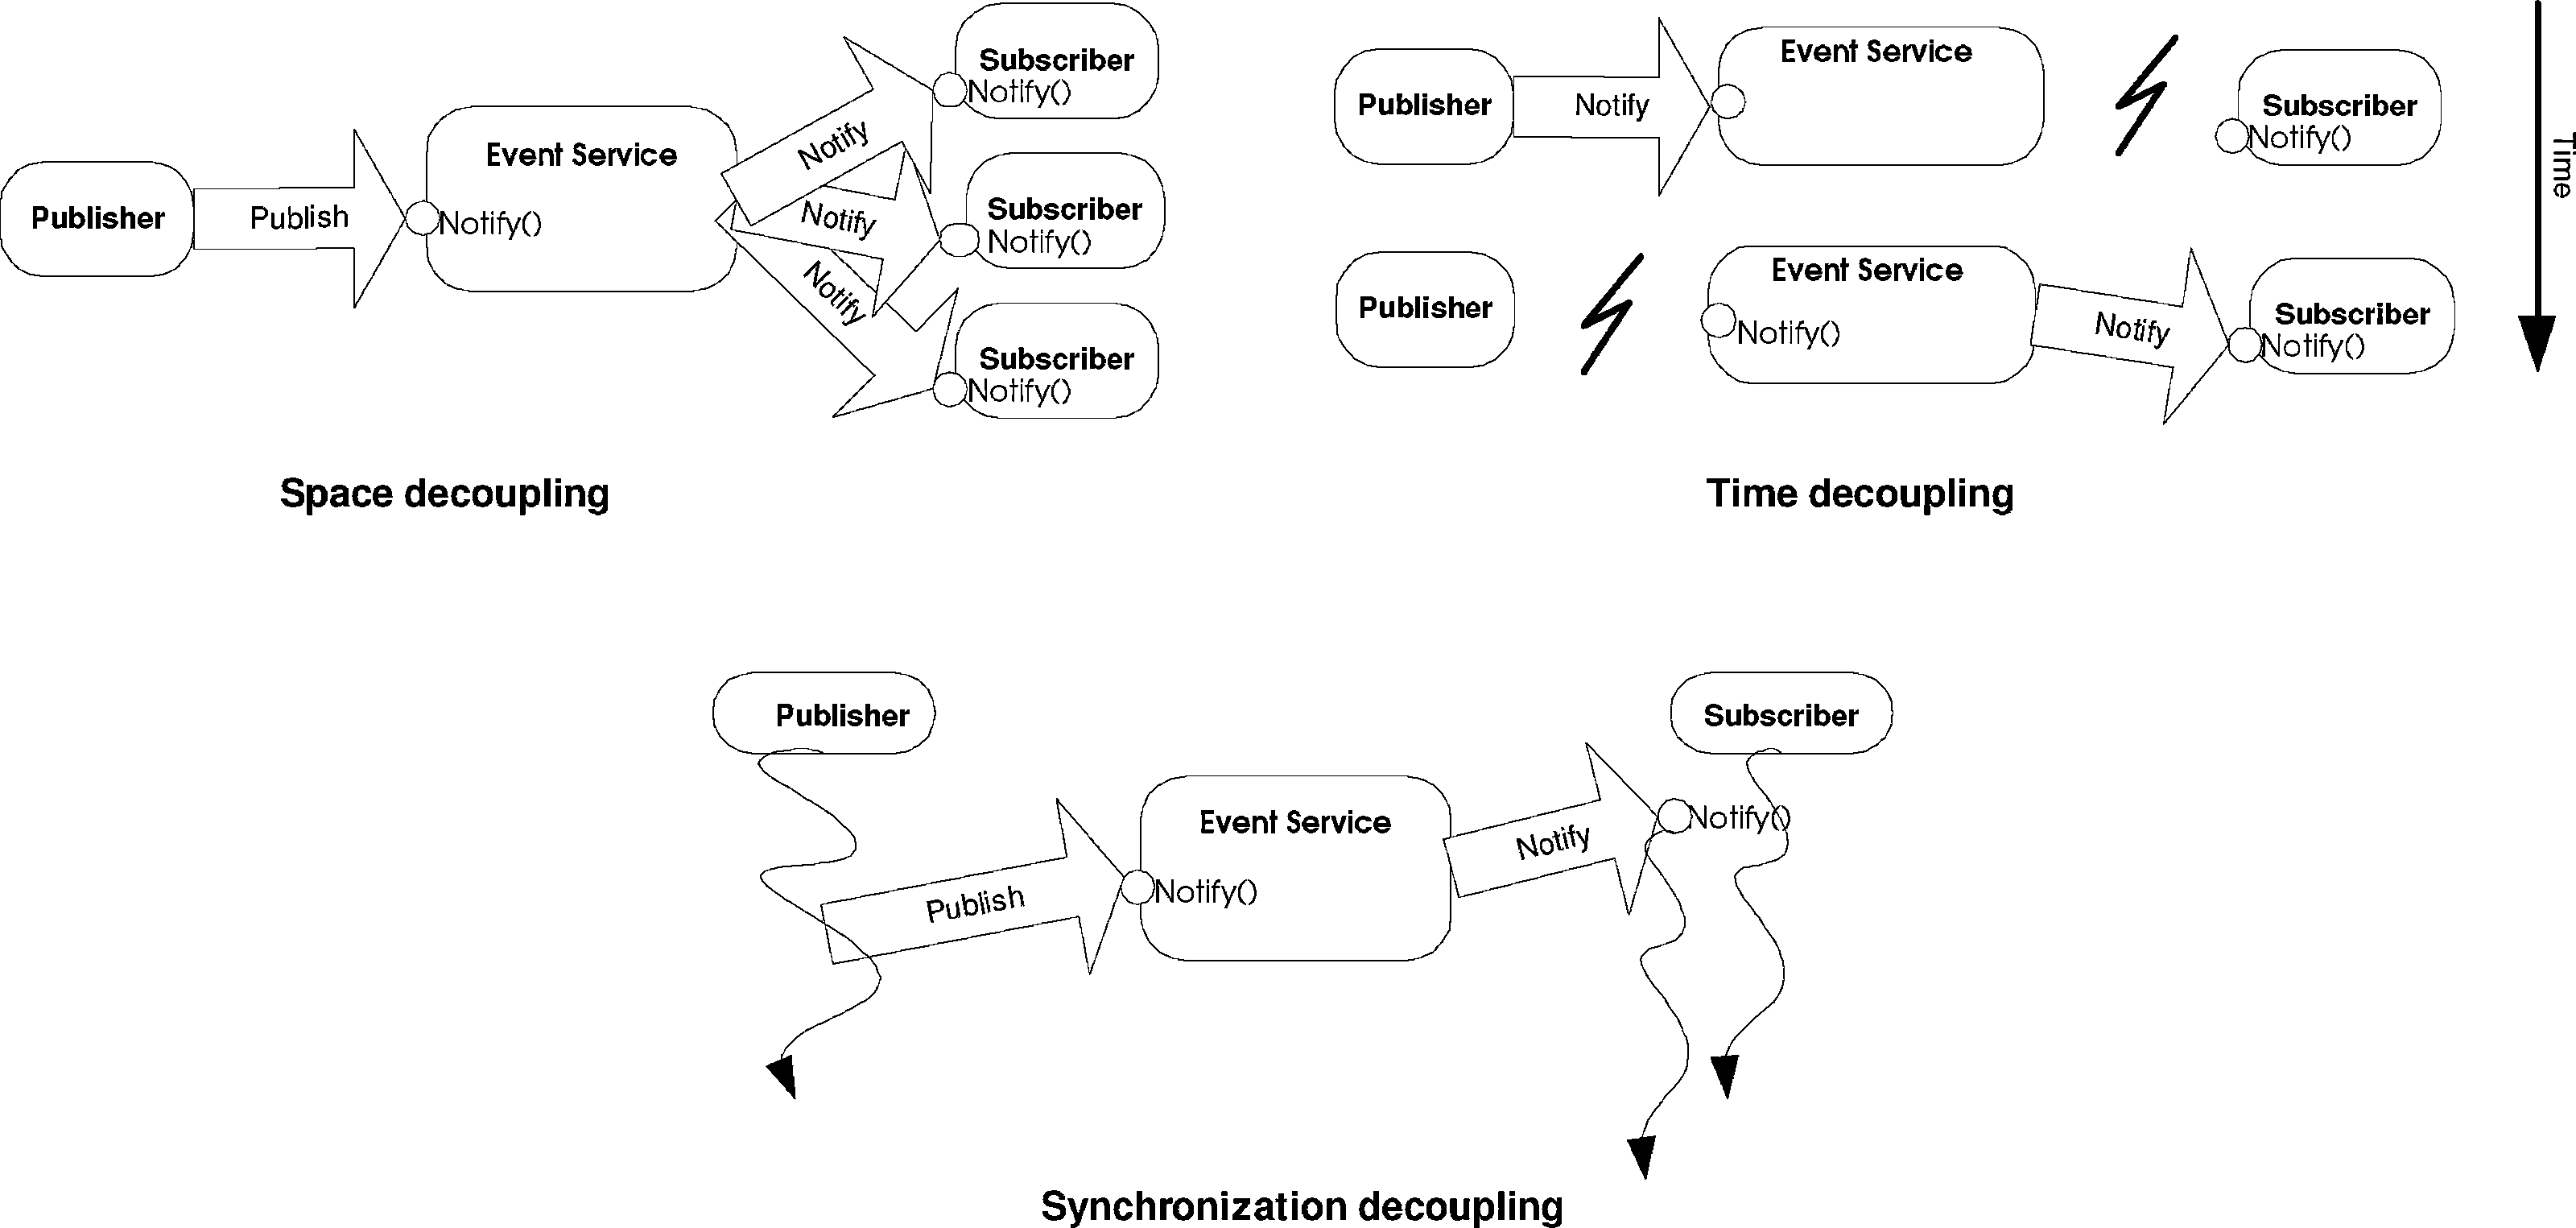 Publisher
Publish
Event Service
Notify()
Notify
Notify
Notify
Subscriber
Notify()
Subscriber
Notify()
Subscriber
Notify()
Space decoupling
Publisher
Notify
Event Service
Subscriber
Notify()
Publisher
Event Service
Notify()
Notify
Subscriber
Notify()
Time
Time decoupling
Publisher
Publish
Event Service
Notify()
Notify
Subscriber
Notify()
Synchronization decoupling